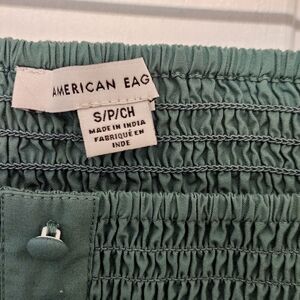 AMERICAN EAG
S/P/CH
MADE IN INDIA
FABRIQUÉ EN
INDE